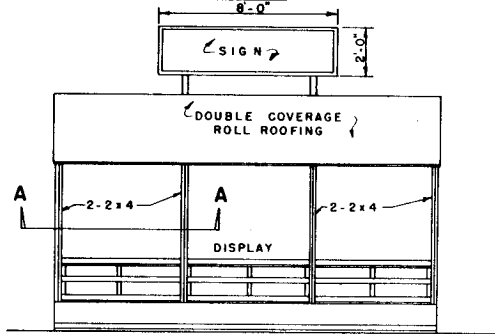 8'-0"
SIGN
2'-0"
DOUBLE COVERAGE
ROLL ROOFING
A
A
2-2x4
2-2x4
DISPLAY